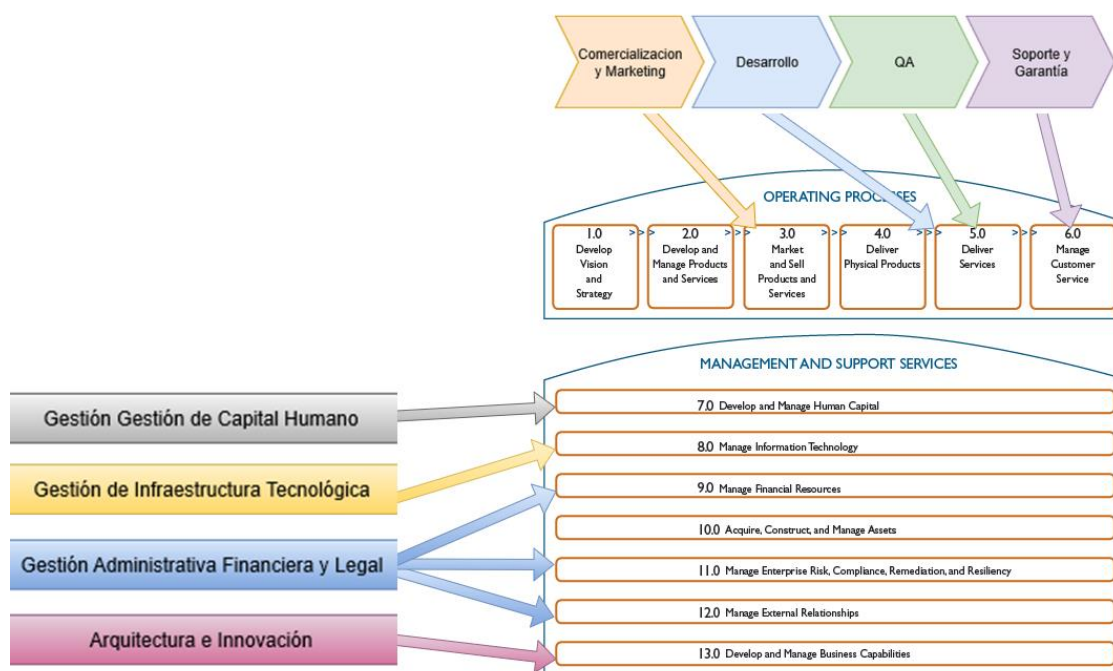 Comercializacion
y Marketing
Desarrollo
QA
Soporte y
Garantía
OPERATING PROCESSES
1.0
Develop
Vision
and
Strategy
> > >
2.0
Develop and
Manage Products
and Services
> > >
3.0
Market
and Sell
Products and
Services
> > >
4.0
Deliver
Physical Products
> > >
5.0
Deliver
Services
> > >
6.0
Manage
Customer
Service
MANAGEMENT AND SUPPORT SERVICES
Gestión Gestión de Capital Humano
7.0 Develop and Manage Human Capital
8.0 Manage Information Technology
Gestión de Infraestructura Tecnológica
9.0 Manage Financial Resources
10.0 Acquire, Construct, and Manage Assets
Gestión Administrativa Financiera y Legal
11.0 Manage Enterprise Risk, Compliance, Remediation, and Resiliency
12.0 Manage External Relationships
Arquitectura e Innovación
13.0 Develop and Manage Business Capabilities